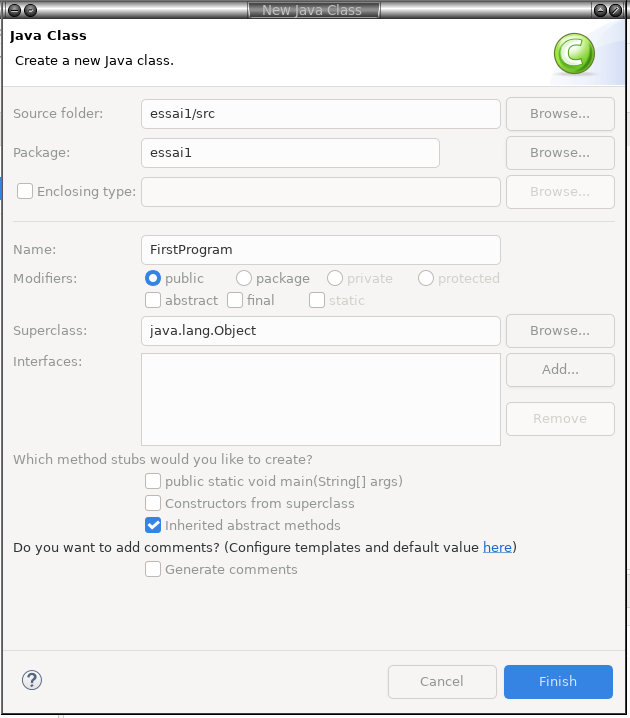 New Java Class
Java Class
Create a new Java class.
Source folder: essai1/src Browse...
Package: essai1 Browse...
Enclosing type: Browse...
Name: FirstProgram
Modifiers: public package private protected
abstract final static
Superclass: java.lang.Object Browse...
Interfaces: Add...
Remove
Which method stubs would you like to create?
public static void main(String[] args)
Constructors from superclass
Inherited abstract methods
Do you want to add comments? (Configure templates and default value here)
Generate comments
? Cancel Finish